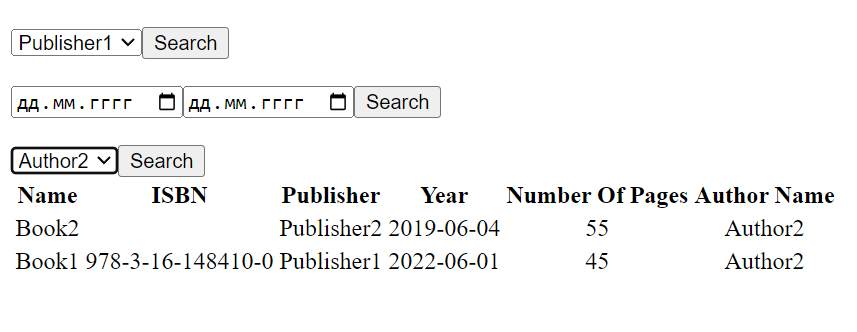 Publisher1 Search
дд.мм.гггг дд.мм.гггг Search
Author2 Search
Name ISBN Publisher Year Number Of Pages Author Name
Book2 Publisher2 2019-06-04 55 Author2
Book1 978-3-16-148410-0 Publisher1 2022-06-01 45 Author2